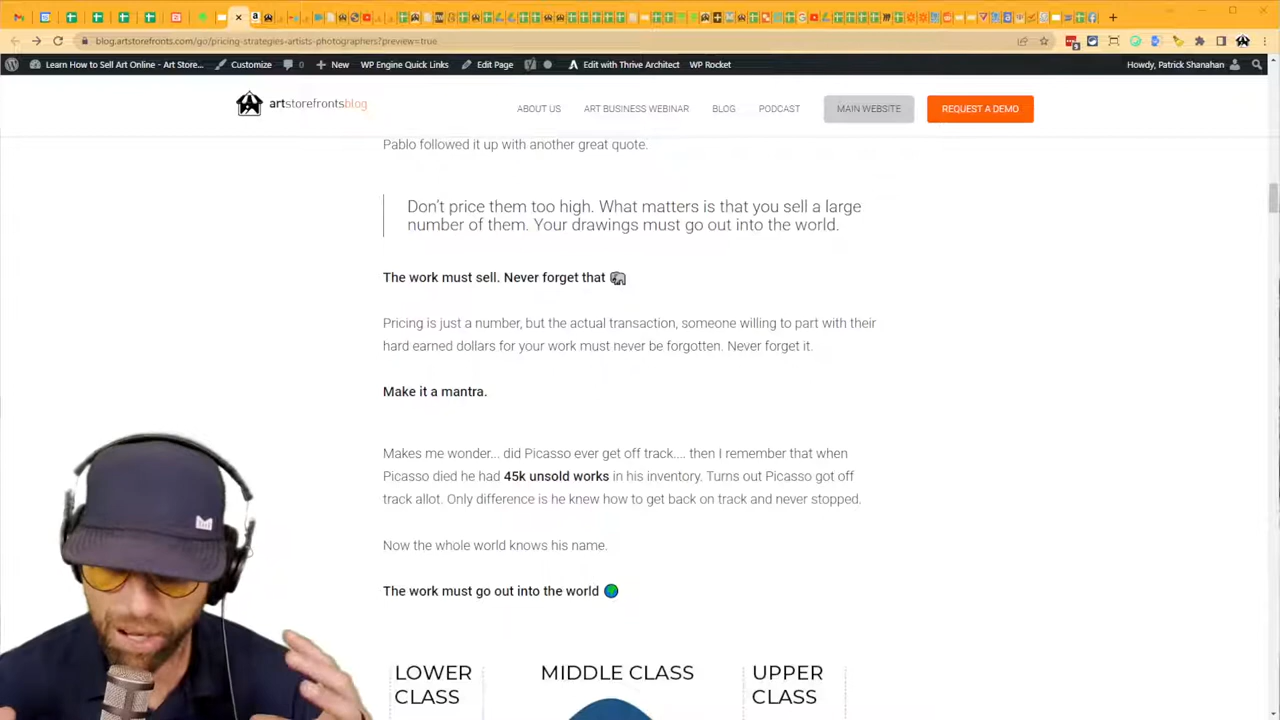 blog.artstorefronts.com/go/pricing-strategies-artists-photographers?preview=true
Learn How to Sell Art Online - Art Store... Customize 0 New WP Engine Quick Links Edit Page Edit with Thrive Architect WP Rocket Howdy, Patrick Shanahan
artstorefrontsblog ABOUT US ART BUSINESS WEBINAR BLOG PODCAST MAIN WEBSITE REQUEST A DEMO
Pablo followed it up with another great quote.
Don't price them too high. What matters is that you sell a large
number of them. Your drawings must go out into the world.
The work must sell. Never forget that
Pricing is just a number, but the actual transaction, someone willing to part with their
hard earned dollars for your work must never be forgotten. Never forget it.
Make it a mantra.
Makes me wonder... did Picasso ever get off track.... then I remember that when
Picasso died he had 45k unsold works in his inventory. Turns out Picasso got off
track allot. Only difference is he knew how to get back on track and never stopped.
Now the whole world knows his name.
The work must go out into the world
LOWER
CLASS
MIDDLE CLASS
UPPER
CLASS